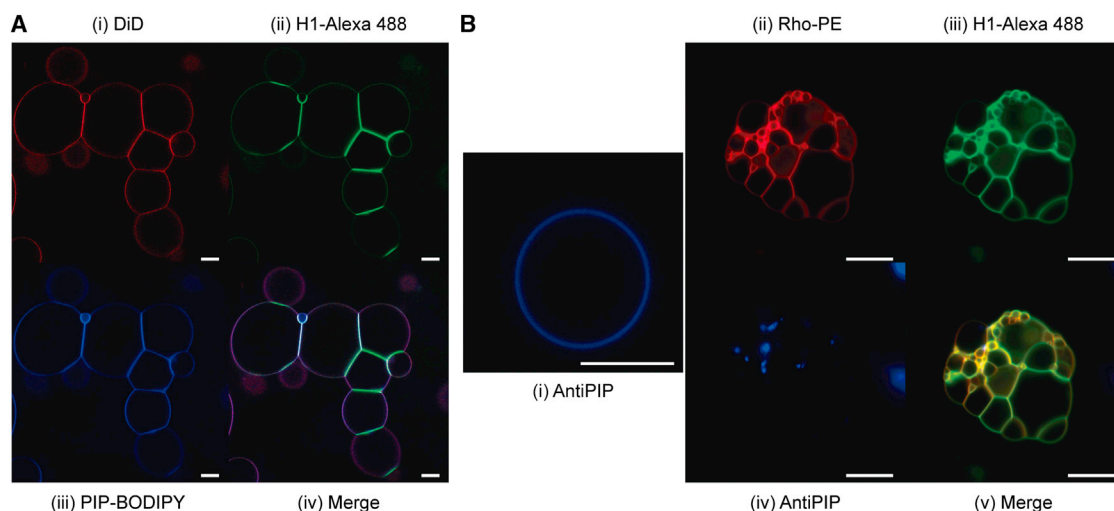 A
(i) DiD
(ii) H1-Alexa 488
(iii) PIP-BODIPY
(iv) Merge
B
(i) AntiPIP
(ii) Rho-PE
(iii) H1-Alexa 488
(iv) AntiPIP
(v) Merge